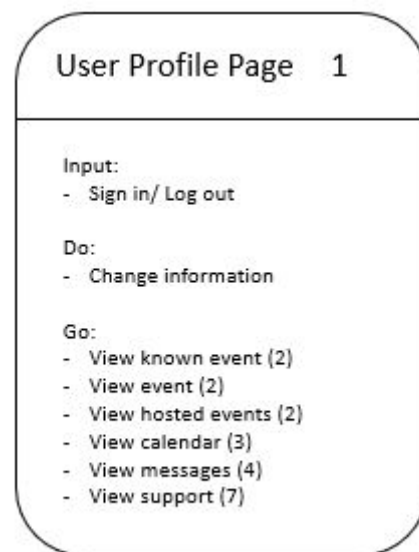 User Profile Page 1
Input:
- Sign in/ Log out
Do:
- Change information
Go:
- View known event (2)
- View event (2)
- View hosted events (2)
- View calendar (3)
- View messages (4)
- View support (7)